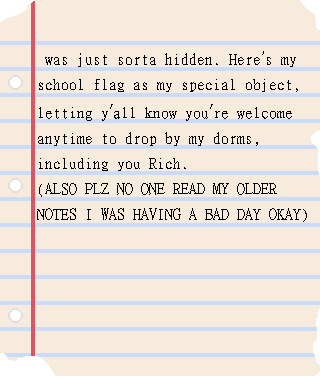 was just sorta hidden. Here's my
school flag as my special object,
letting y'all know you're welcome
anytime to drop by my dorms,
including you Rich.
(ALSO PLZ NO ONE READ MY OLDER
NOTES I WAS HAVING A BAD DAY OKAY)